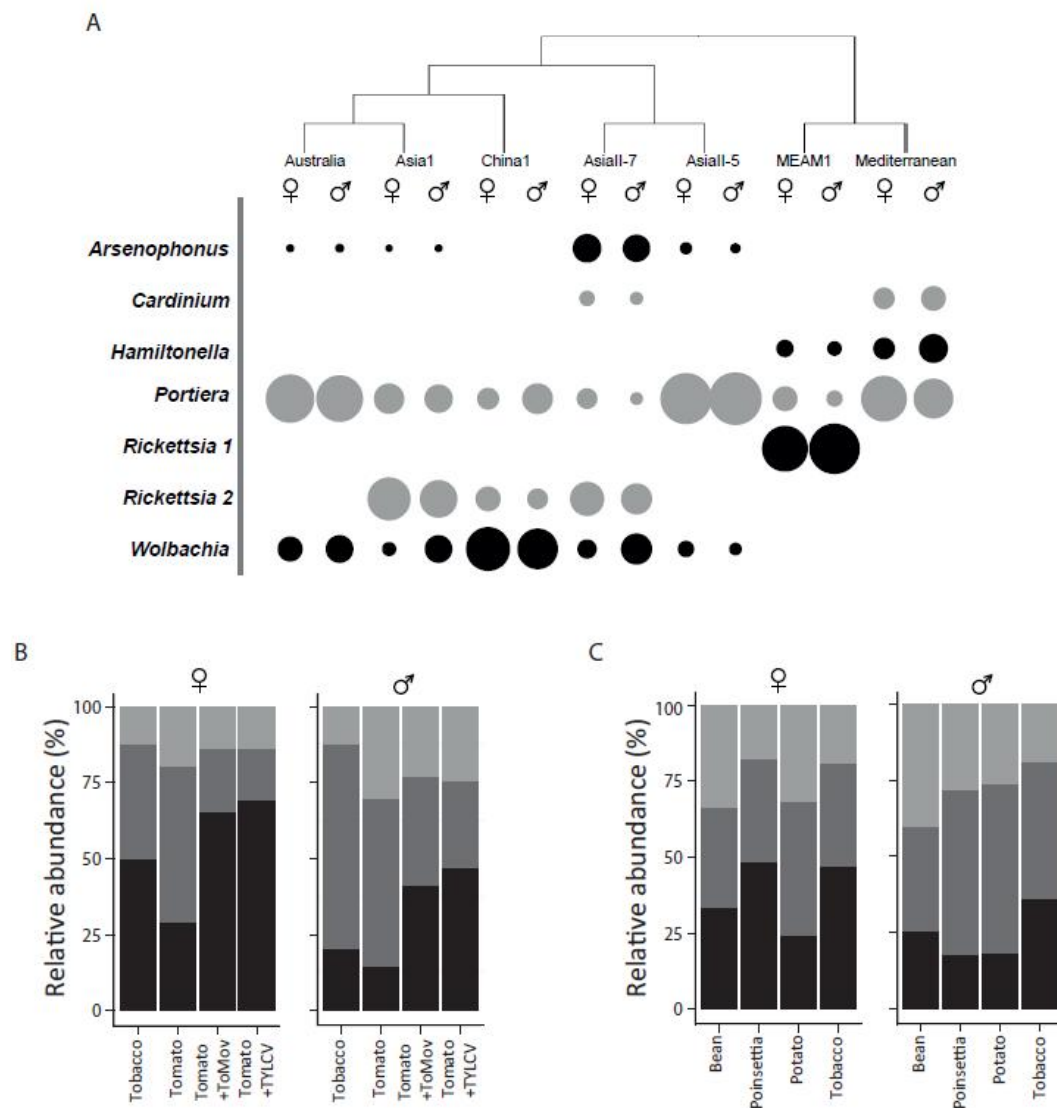 A
Australia Asia1 China1 AsiaII-7 AsiaII-5 MEAM1 Mediterranean
♀ ♂ ♀ ♂ ♀ ♂ ♀ ♂ ♀ ♂ ♀ ♂ ♀ ♂
Arsenophonus
Cardinium
Hamiltonella
Portiera
Rickettsia 1
Rickettsia 2
Wolbachia
B
♀ ♂
Relative abundance (%)
100
75
50
25
0
Tobacco
Tomato
Tomato
+ToMov
Tomato
+TYLCV
Tobacco
Tomato
Tomato
+ToMov
Tomato
+TYLCV
C
♀ ♂
Relative abundance (%)
100
75
50
25
0
Bean
Poinsettia
Potato
Tobacco
Bean
Poinsettia
Potato
Tobacco